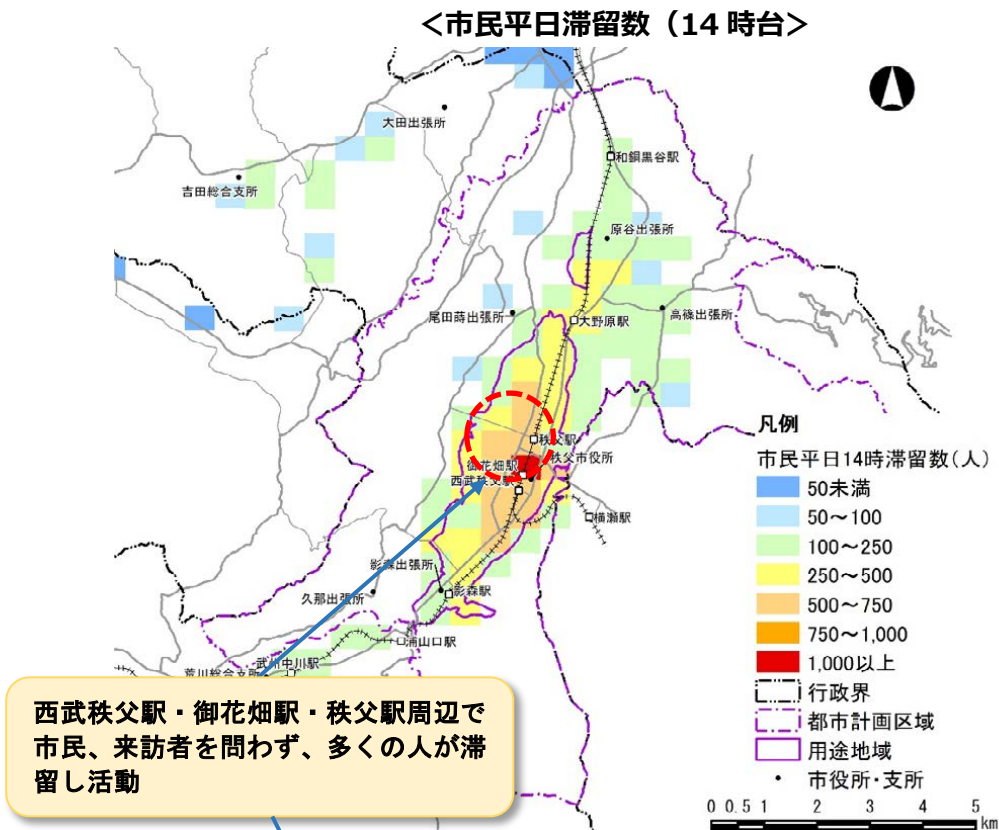 ＜市民平日滞留数（14 時台＞
大田出張所
和銅黒谷駅
吉田総合支所
原谷出張所
尾田蒔出張所
大野原駅
高篠出張所
秩父駅
御花畑駅
秩父市役所
西武秩父駅
横瀬駅
影森出張所
久那出張所
影森駅
浦山口駅
武州中川駅
荒川総合支所
凡例
市民平日14時滞留数(人)
50未満
50～100
100～250
250～500
500～750
750～1,000
1,000以上
行政界
都市計画区域
用途地域
市役所・支所
0 0.5 1 2 3 4 5
km
西武秩父駅・御花畑駅・秩父駅周辺で
市民、来訪者を問わず、多くの人が滞
留し活動